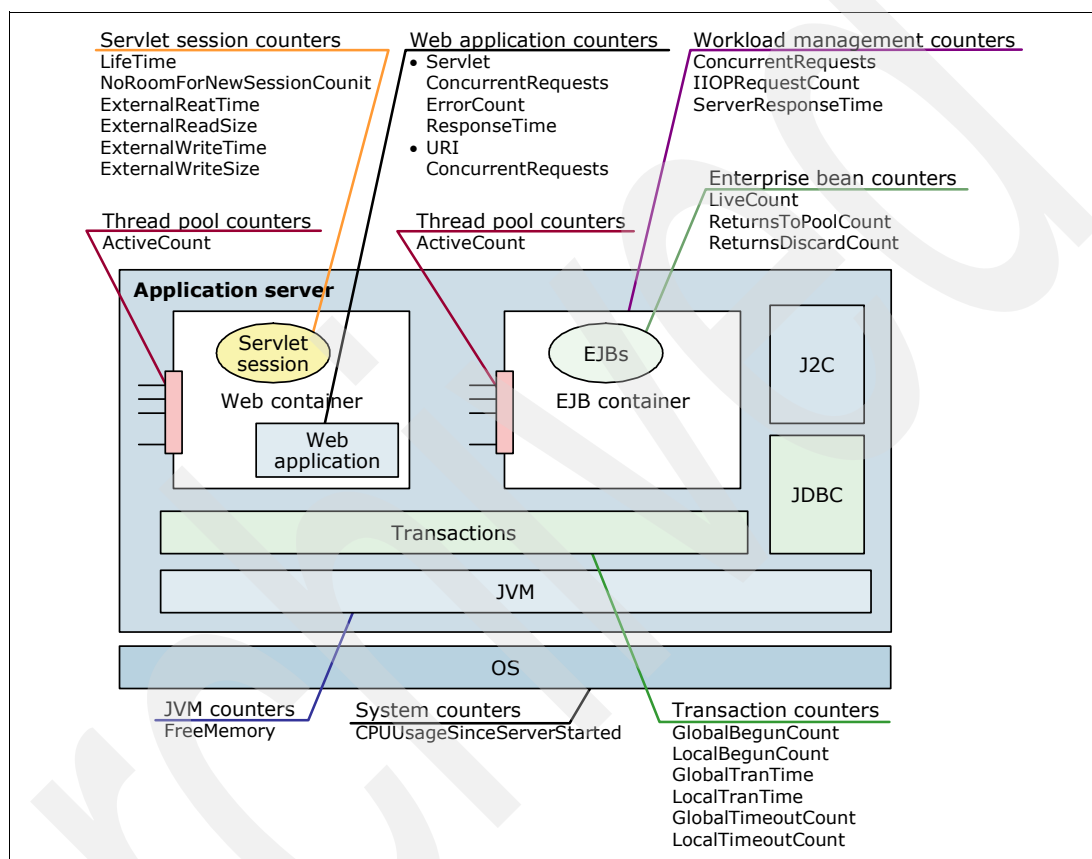 Servlet session counters
LifeTime
NoRoomForNewSessionCounit
ExternalReatTime
ExternalReadSize
ExternalWriteTime
ExternalWriteSize
Web application counters
• Servlet
ConcurrentRequests
ErrorCount
ResponseTime
• URI
ConcurrentRequests
Workload management counters
ConcurrentRequests
IIOPRequestCount
ServerResponseTime
Enterprise bean counters
LiveCount
ReturnsToPoolCount
ReturnsDiscardCount
Thread pool counters
ActiveCount
Thread pool counters
ActiveCount
Application server
Servlet
session
Web container
Web
application
EJBs
EJB container
J2C
JDBC
Transactions
JVM
OS
JVM counters
FreeMemory
System counters
CPUUsageSinceServerStarted
Transaction counters
GlobalBegunCount
LocalBegunCount
GlobalTranTime
LocalTranTime
GlobalTimeoutCount
LocalTimeoutCount